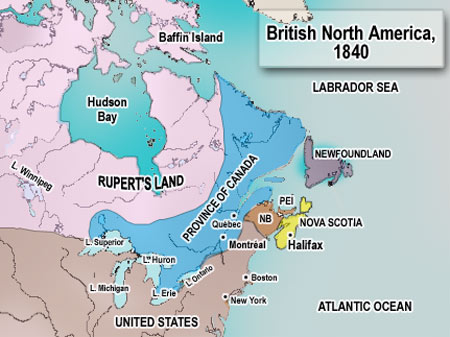 British North America,
1840
Baffin Island
LABRADOR SEA
Hudson
Bay
NEWFOUNDLAND
L. Winnipeg
RUPERT'S LAND
PROVINCE OF CANADA
PEI
Québec
NB
NOVA SCOTIA
L. Superior
Montréal
Halifax
L. Huron
L. Ontario
L. Michigan
L. Erie
Boston
New York
ATLANTIC OCEAN
UNITED STATES